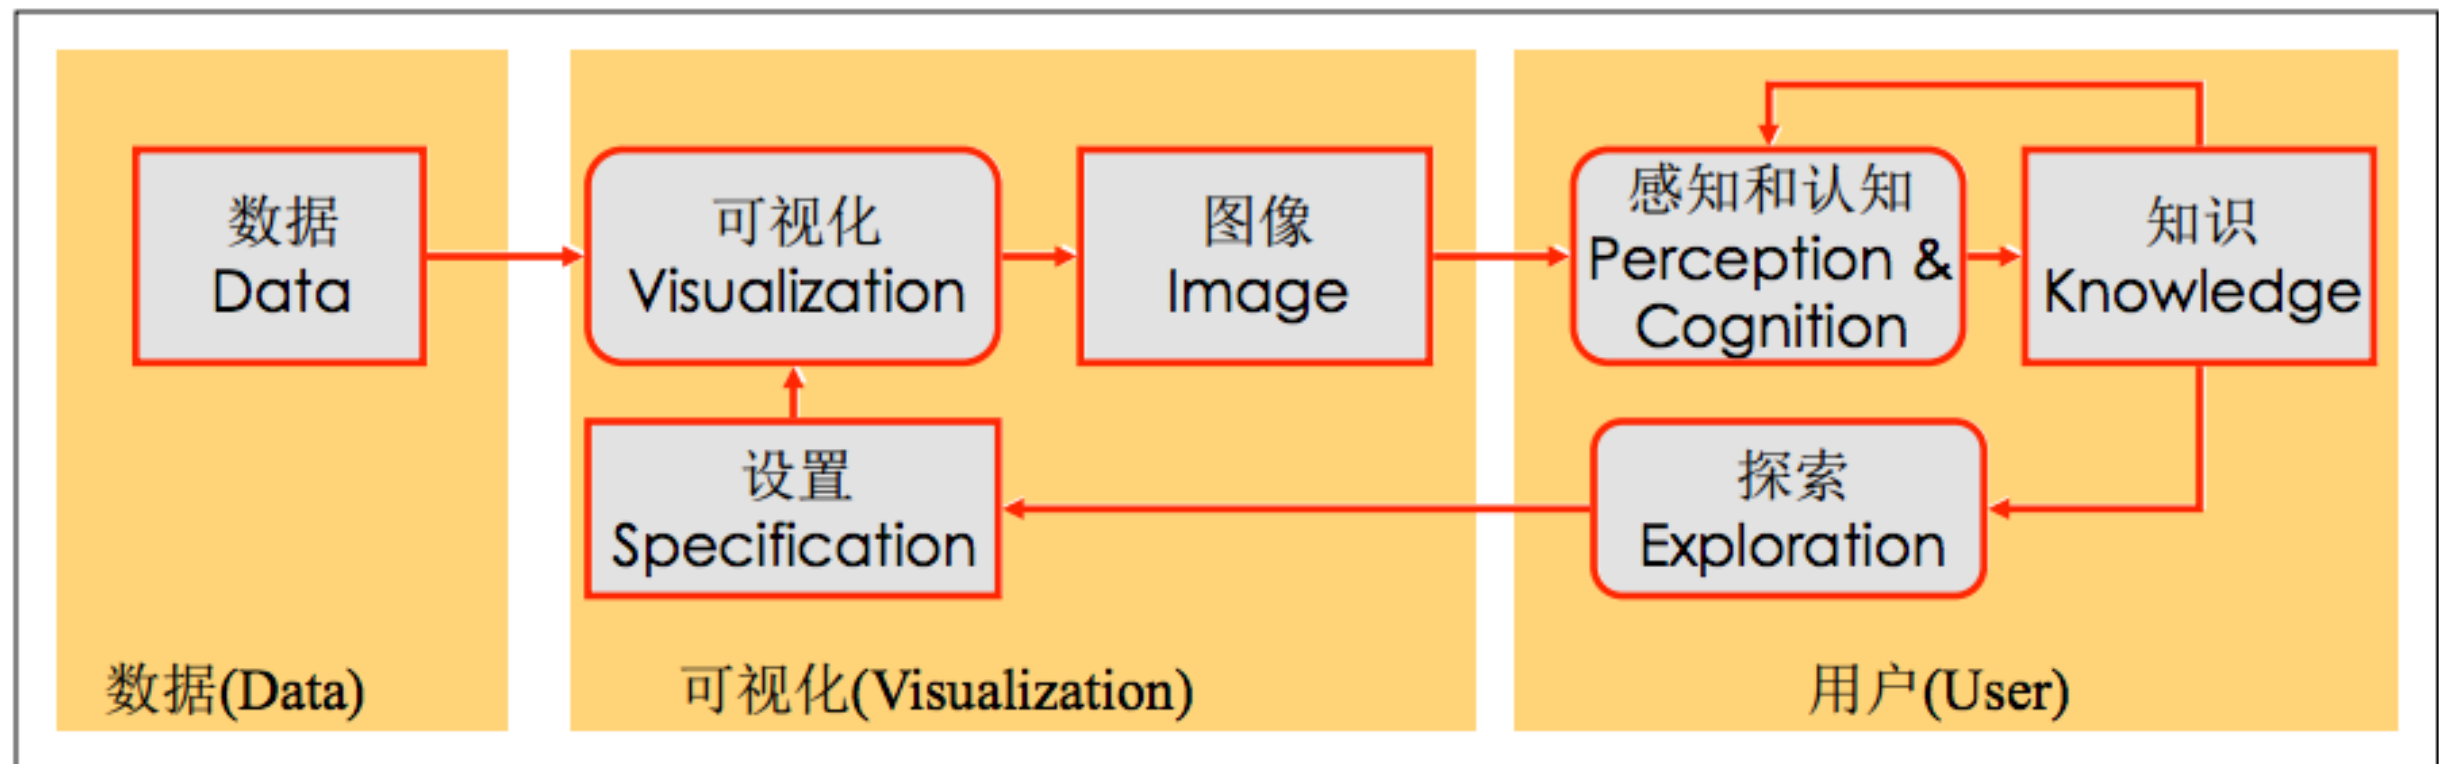 数据
Data
可视化
Visualization
图像
Image
感知和认知
Perception &
Cognition
知识
Knowledge
设置
Specification
探索
Exploration
数据(Data)
可视化(Visualization)
用户(User)